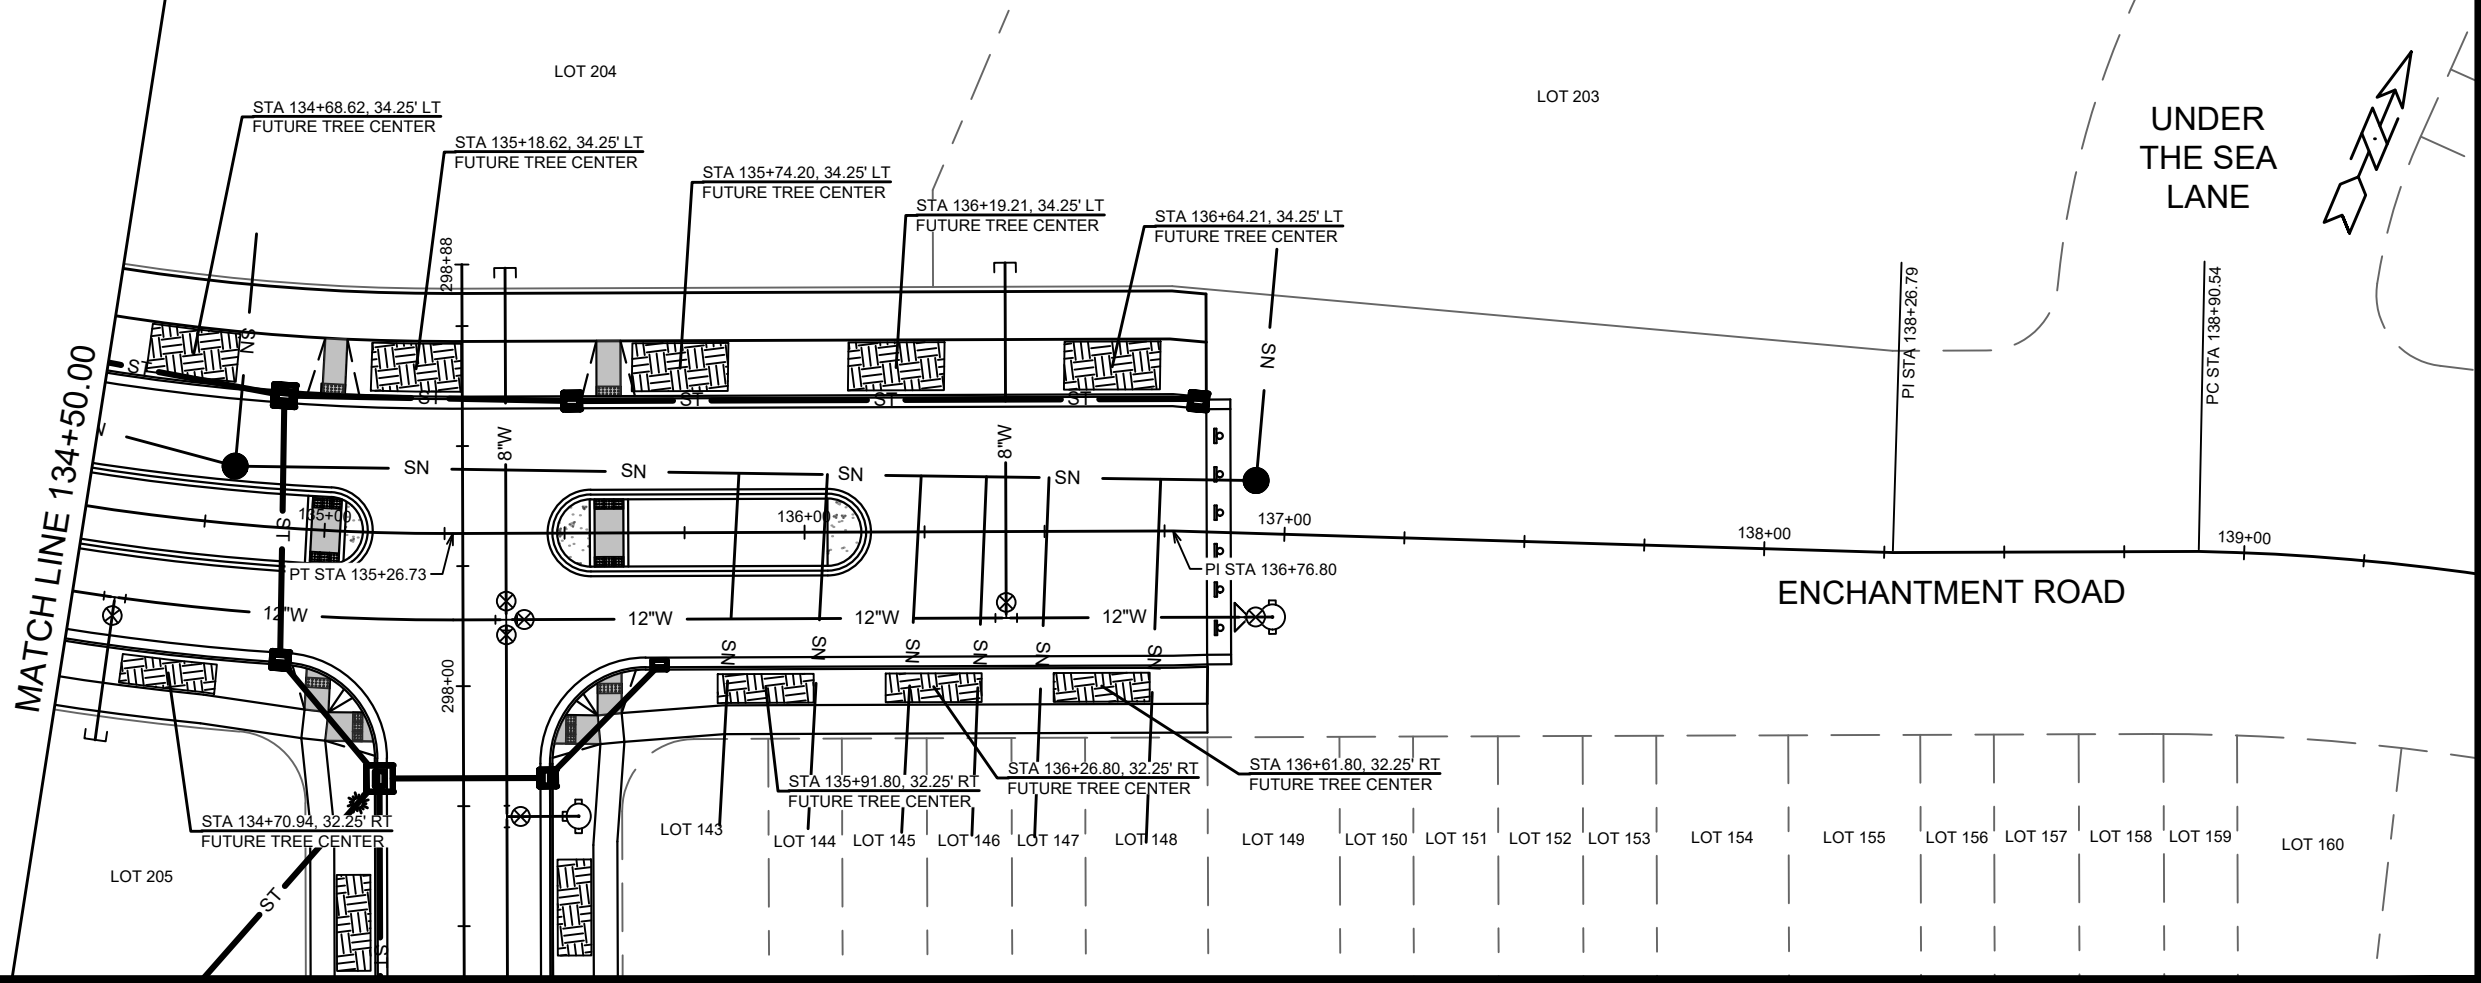 LOT 204
LOT 203
UNDER
THE SEA
LANE
STA 134+68.62, 34.25' LT
FUTURE TREE CENTER
STA 135+18.62, 34.25' LT
FUTURE TREE CENTER
STA 135+74.20, 34.25' LT
FUTURE TREE CENTER
STA 136+19.21, 34.25' LT
FUTURE TREE CENTER
STA 136+64.21, 34.25' LT
FUTURE TREE CENTER
298+88
PI STA 138+26.79
PC STA 138+90.54
MATCH LINE 134+50.00
SN
SN
ST
ST
ST
ST
ST
8"W
8"W
SN
SN
SN
SN
135+00
ST
136+00
137+00
138+00
139+00
PT STA 135+26.73
PI STA 136+76.80
ENCHANTMENT ROAD
12"W
12"W
12"W
12"W
SN
SN
SN
SN
SN
SN
298+00
STA 135+91.80, 32.25' RT
FUTURE TREE CENTER
STA 136+26.80, 32.25' RT
FUTURE TREE CENTER
STA 136+61.80, 32.25' RT
FUTURE TREE CENTER
STA 134+70.94, 32.25' RT
FUTURE TREE CENTER
LOT 143
LOT 144
LOT 145
LOT 146
LOT 147
LOT 148
LOT 149
LOT 150
LOT 151
LOT 152
LOT 153
LOT 154
LOT 155
LOT 156
LOT 157
LOT 158
LOT 159
LOT 160
LOT 205
ST
ST